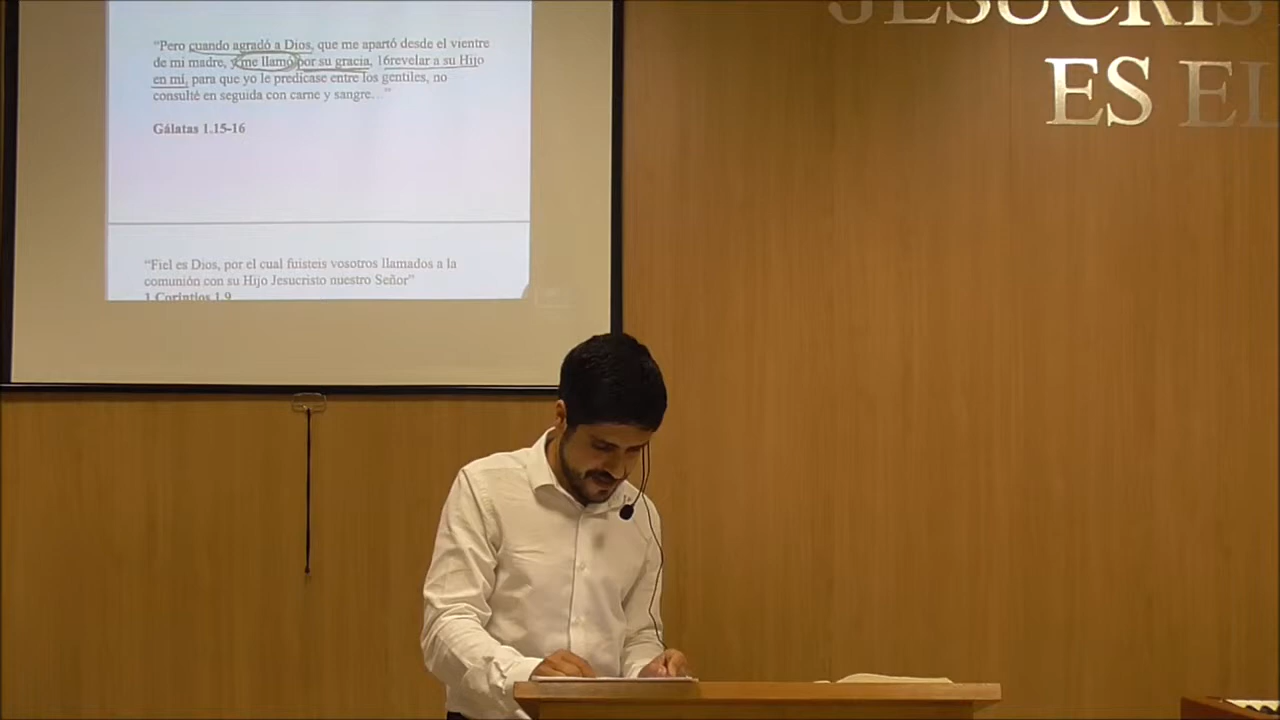 “Pero cuando agradó a Dios, que me apartó desde el vientre
de mi madre, y me llamó por su gracia, 16revelar a su Hijo
en mí, para que yo le predicase entre los gentiles, no
consulté en seguida con carne y sangre…”
Gálatas 1.15-16
“Fiel es Dios, por el cual fuisteis vosotros llamados a la
comunión con su Hijo Jesucristo nuestro Señor”
1 Corintios 1.9
JESUCRIS
ES EL